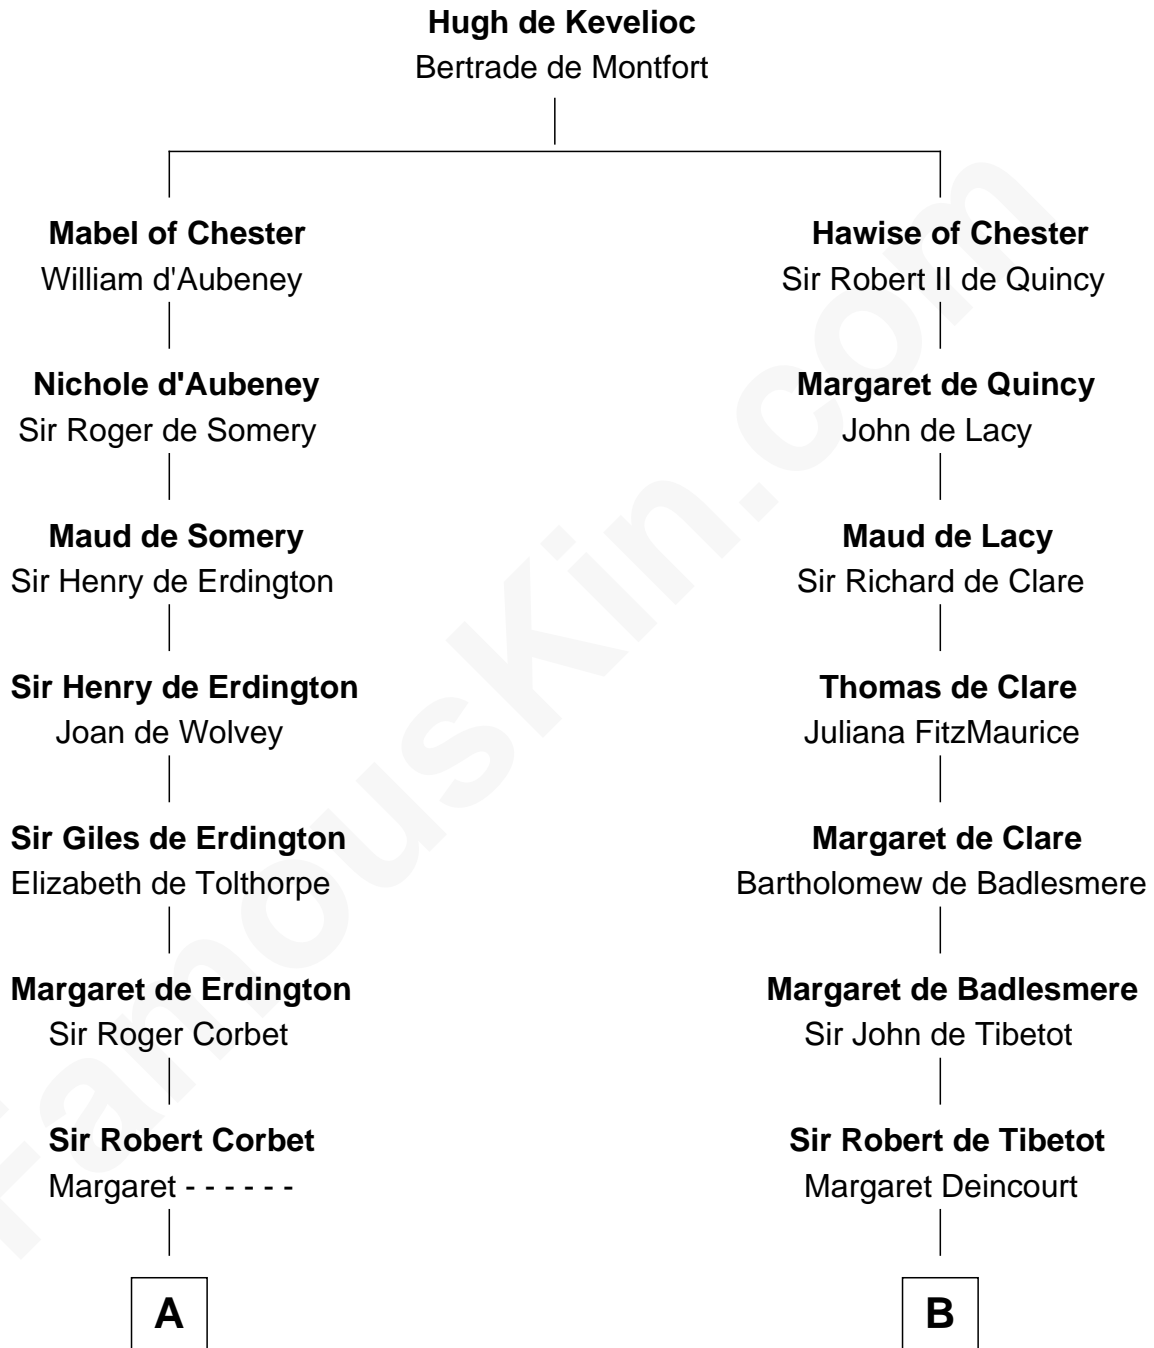 Hugh de Kevelioc
Bertrade de Montfort
Mabel of Chester
William d'Aubeney
Hawise of Chester
Sir Robert II de Quincy
Nichole d'Aubeney
Sir Roger de Somery
Margaret de Quincy
John de Lacy
Maud de Somery
Sir Henry de Erdington
Maud de Lacy
Sir Richard de Clare
Sir Henry de Erdington
Joan de Wolvey
Thomas de Clare
Juliana FitzMaurice
Sir Giles de Erdington
Elizabeth de Tolthorpe
Margaret de Clare
Bartholomew de Badlesmere
Margaret de Erdington
Sir Roger Corbet
Margaret de Badlesmere
Sir John de Tibetot
Sir Robert Corbet
Margaret - - - - - -
Sir Robert de Tibetot
Margaret Deincourt
A
B
FamousKin.com